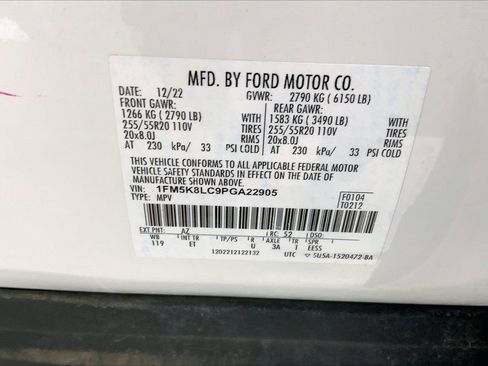 MFD. BY FORD MOTOR CO.
DATE: 12/22 GVWR: 2790 KG ( 6150 LB)
FRONT GAWR: REAR GAWR:
1266 KG ( 2790 LB) WITH 1583 KG ( 3490 LB) WITH
255/55R20 110V TIRES 255/55R20 110V TIRES
20x8.0J RIMS 20x8.0J RIMS
AT 230 kPa/ 33 PSI COLD AT 230 kPa/ 33 PSI COLD
THIS VEHICLE CONFORMS TO ALL APPLICABLE FEDERAL MOTOR
VEHICLE SAFETY AND BUMPER STANDARDS IN EFFECT ON THE DATE OF
MANUFACTURE SHOWN ABOVE.
VIN: 1FM5K8LC9PGA22905 F0104
TYPE: MPV T0212
EXT PNT: AZ RC: 52
WB INT TR TP/PS R AXLE TR SPR
119 ET U 3A 1 EESS
1202212122132 UTC 5U5A-1520472-BA